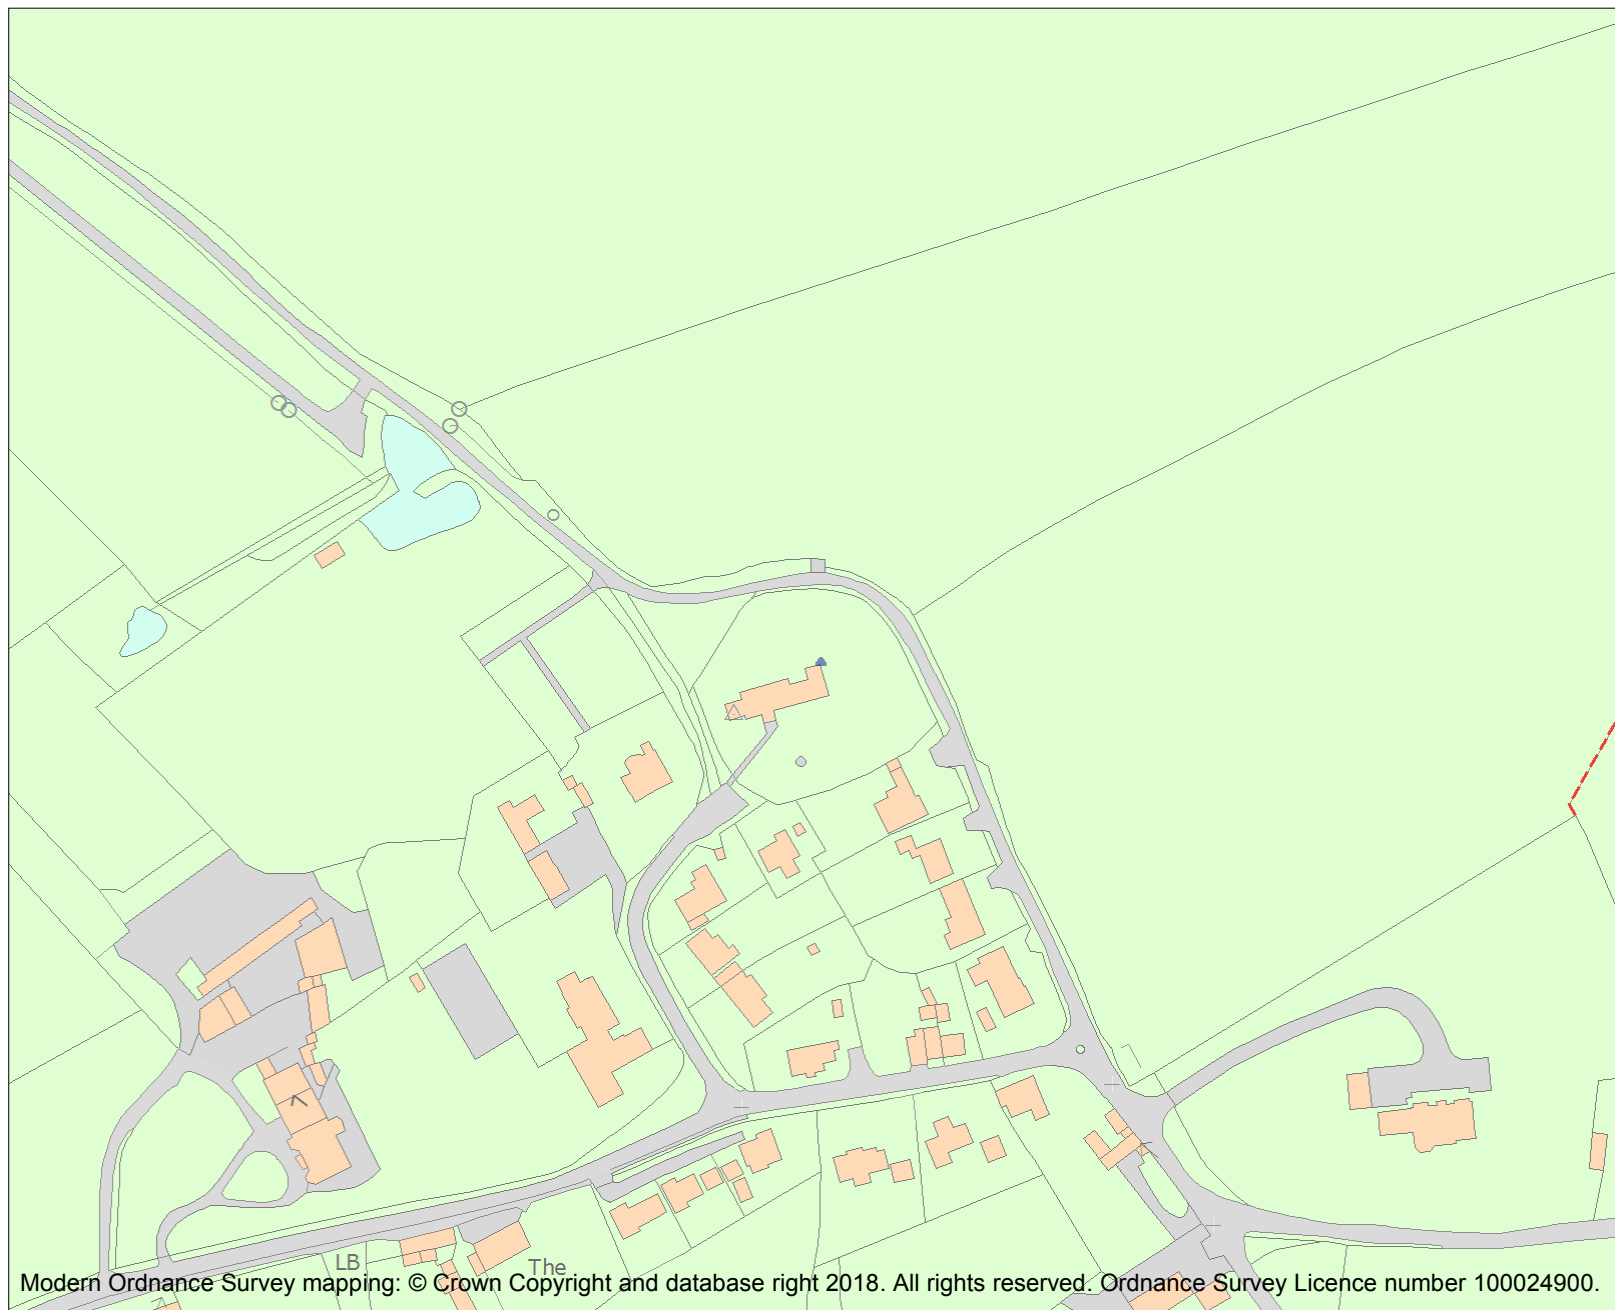 LB
The
Modern Ordnance Survey mapping: © Crown Copyright and database right 2018. All rights reserved. Ordnance Survey Licence number 100024900.